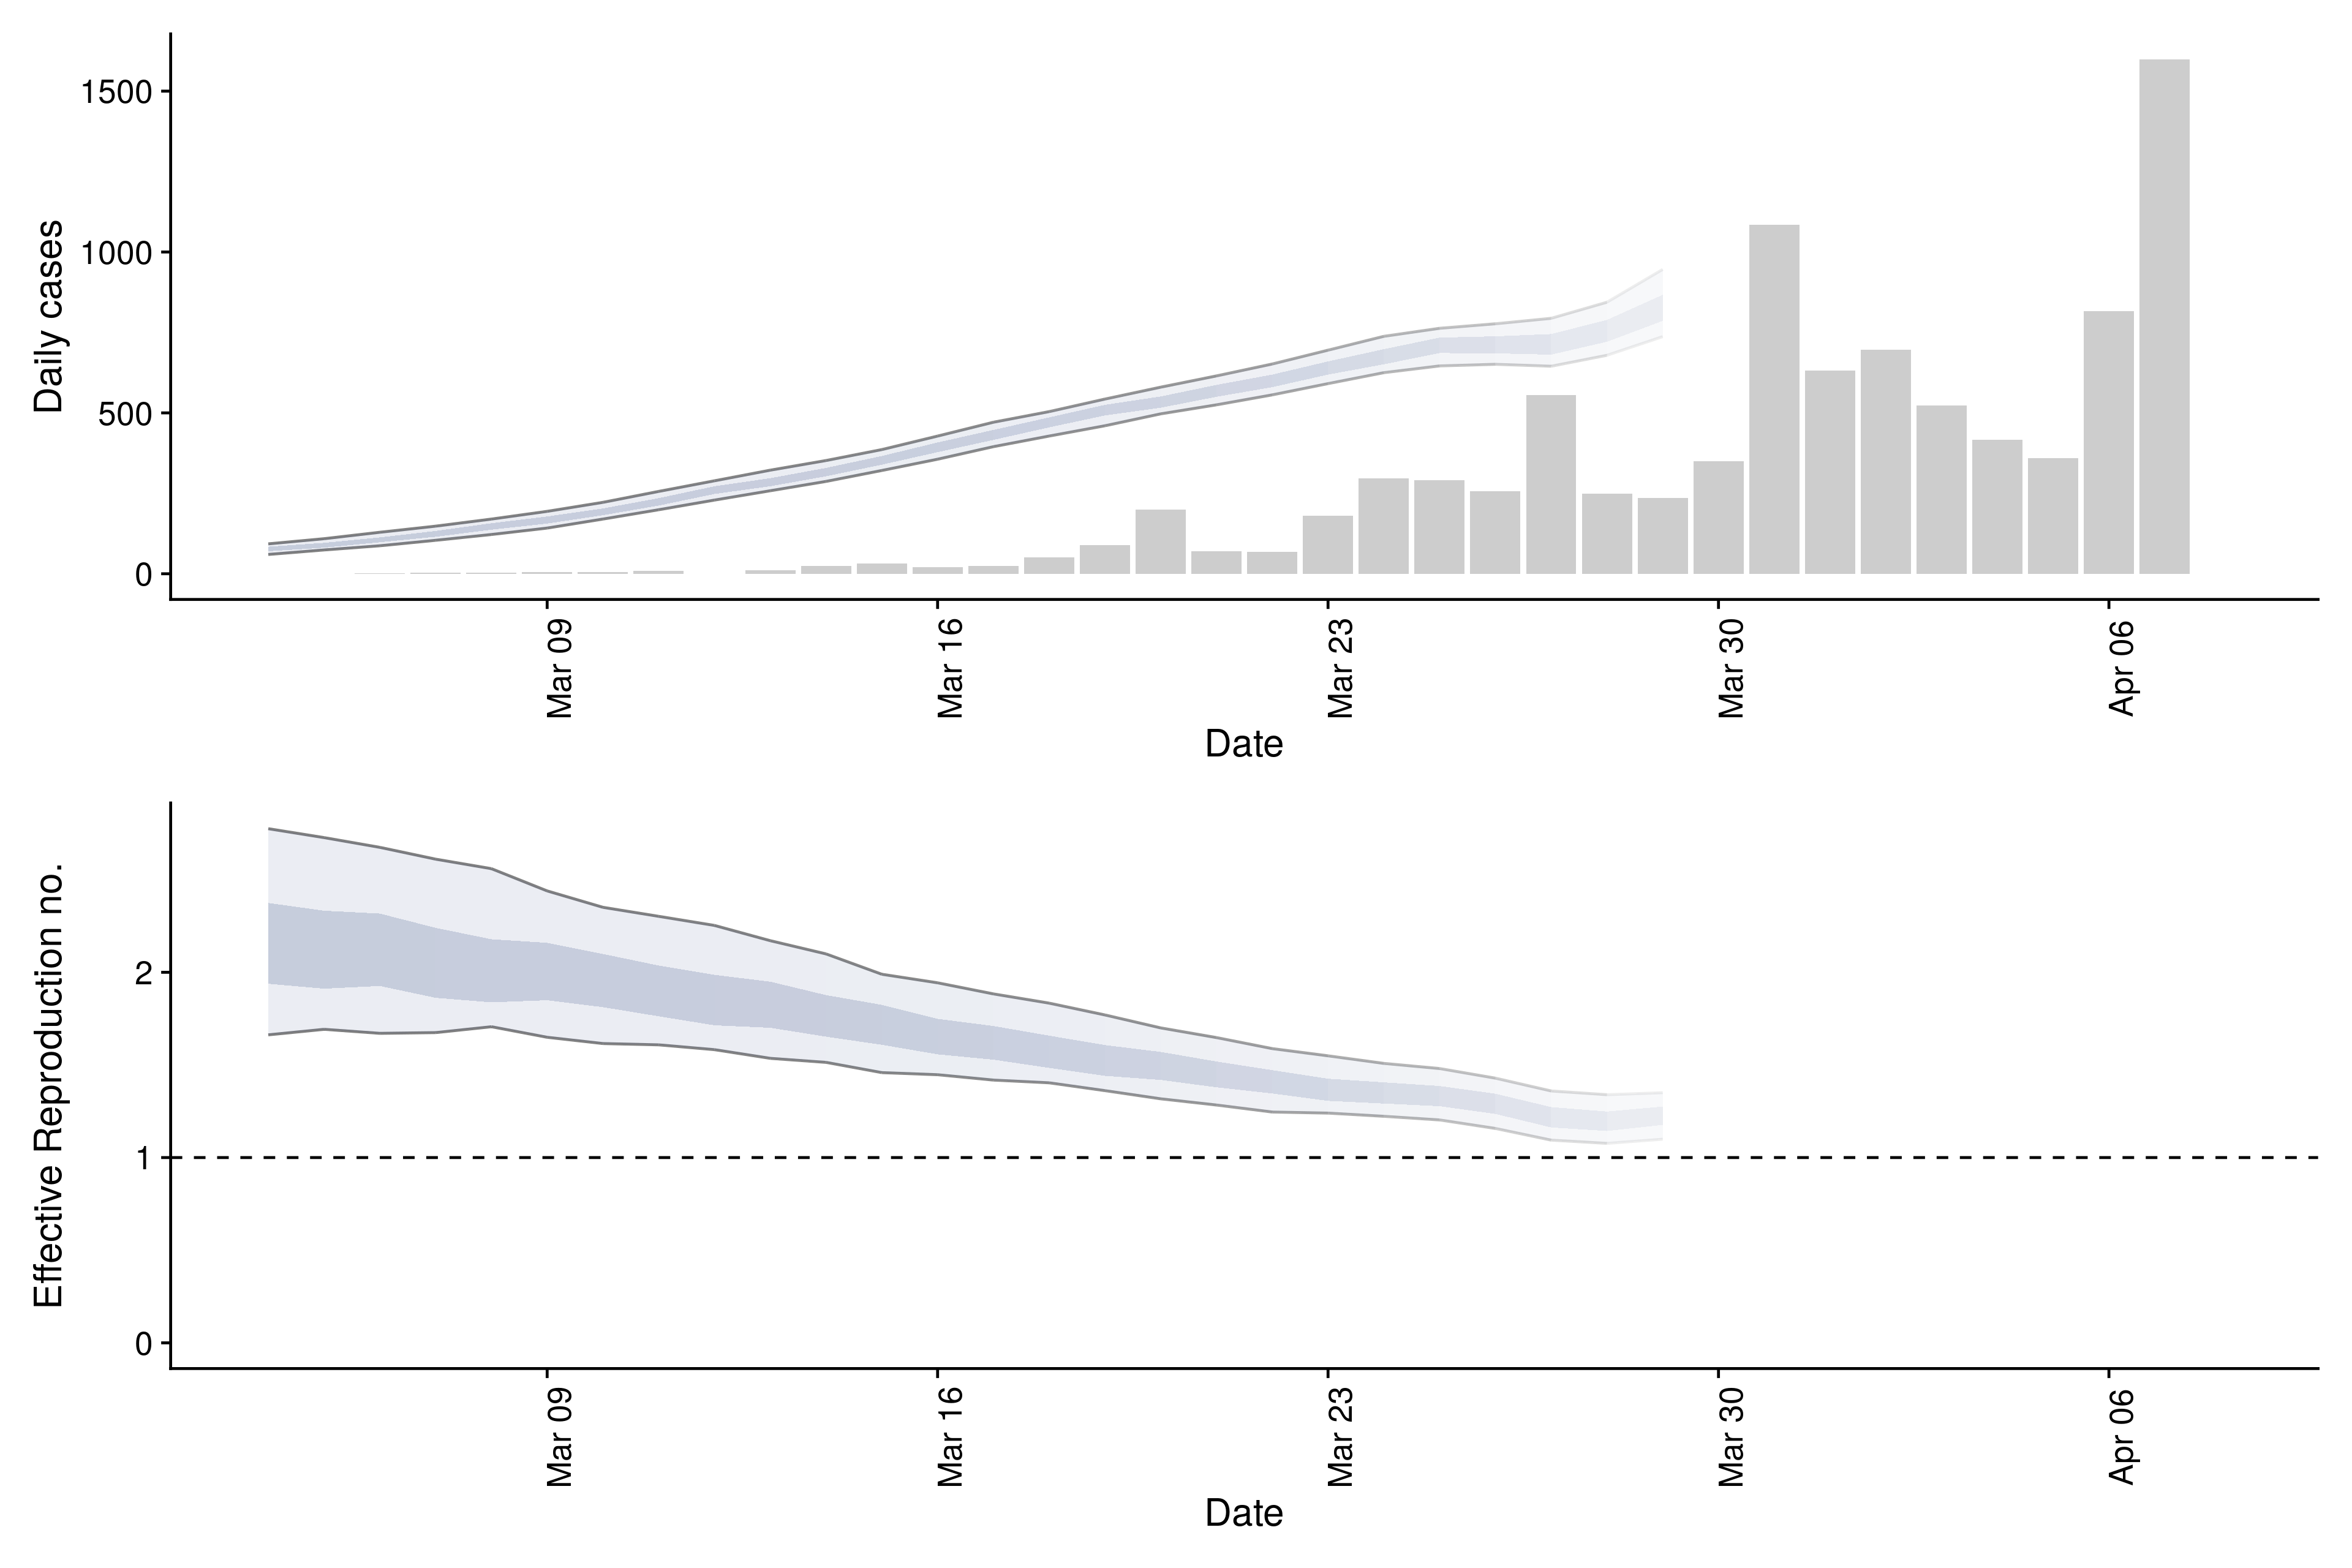 Daily cases
1500
1000
500
0
Mar 09
Mar 16
Mar 23
Mar 30
Apr 06
Date
Effective Reproduction no.
2
1
0
Mar 09
Mar 16
Mar 23
Mar 30
Apr 06
Date